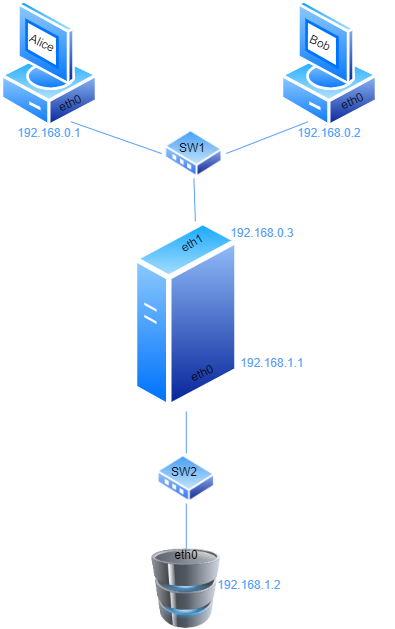 Alice
Bob
eth0
eth0
192.168.0.1
192.168.0.2
SW1
192.168.0.3
eth1
192.168.1.1
eth0
SW2
eth0
192.168.1.2